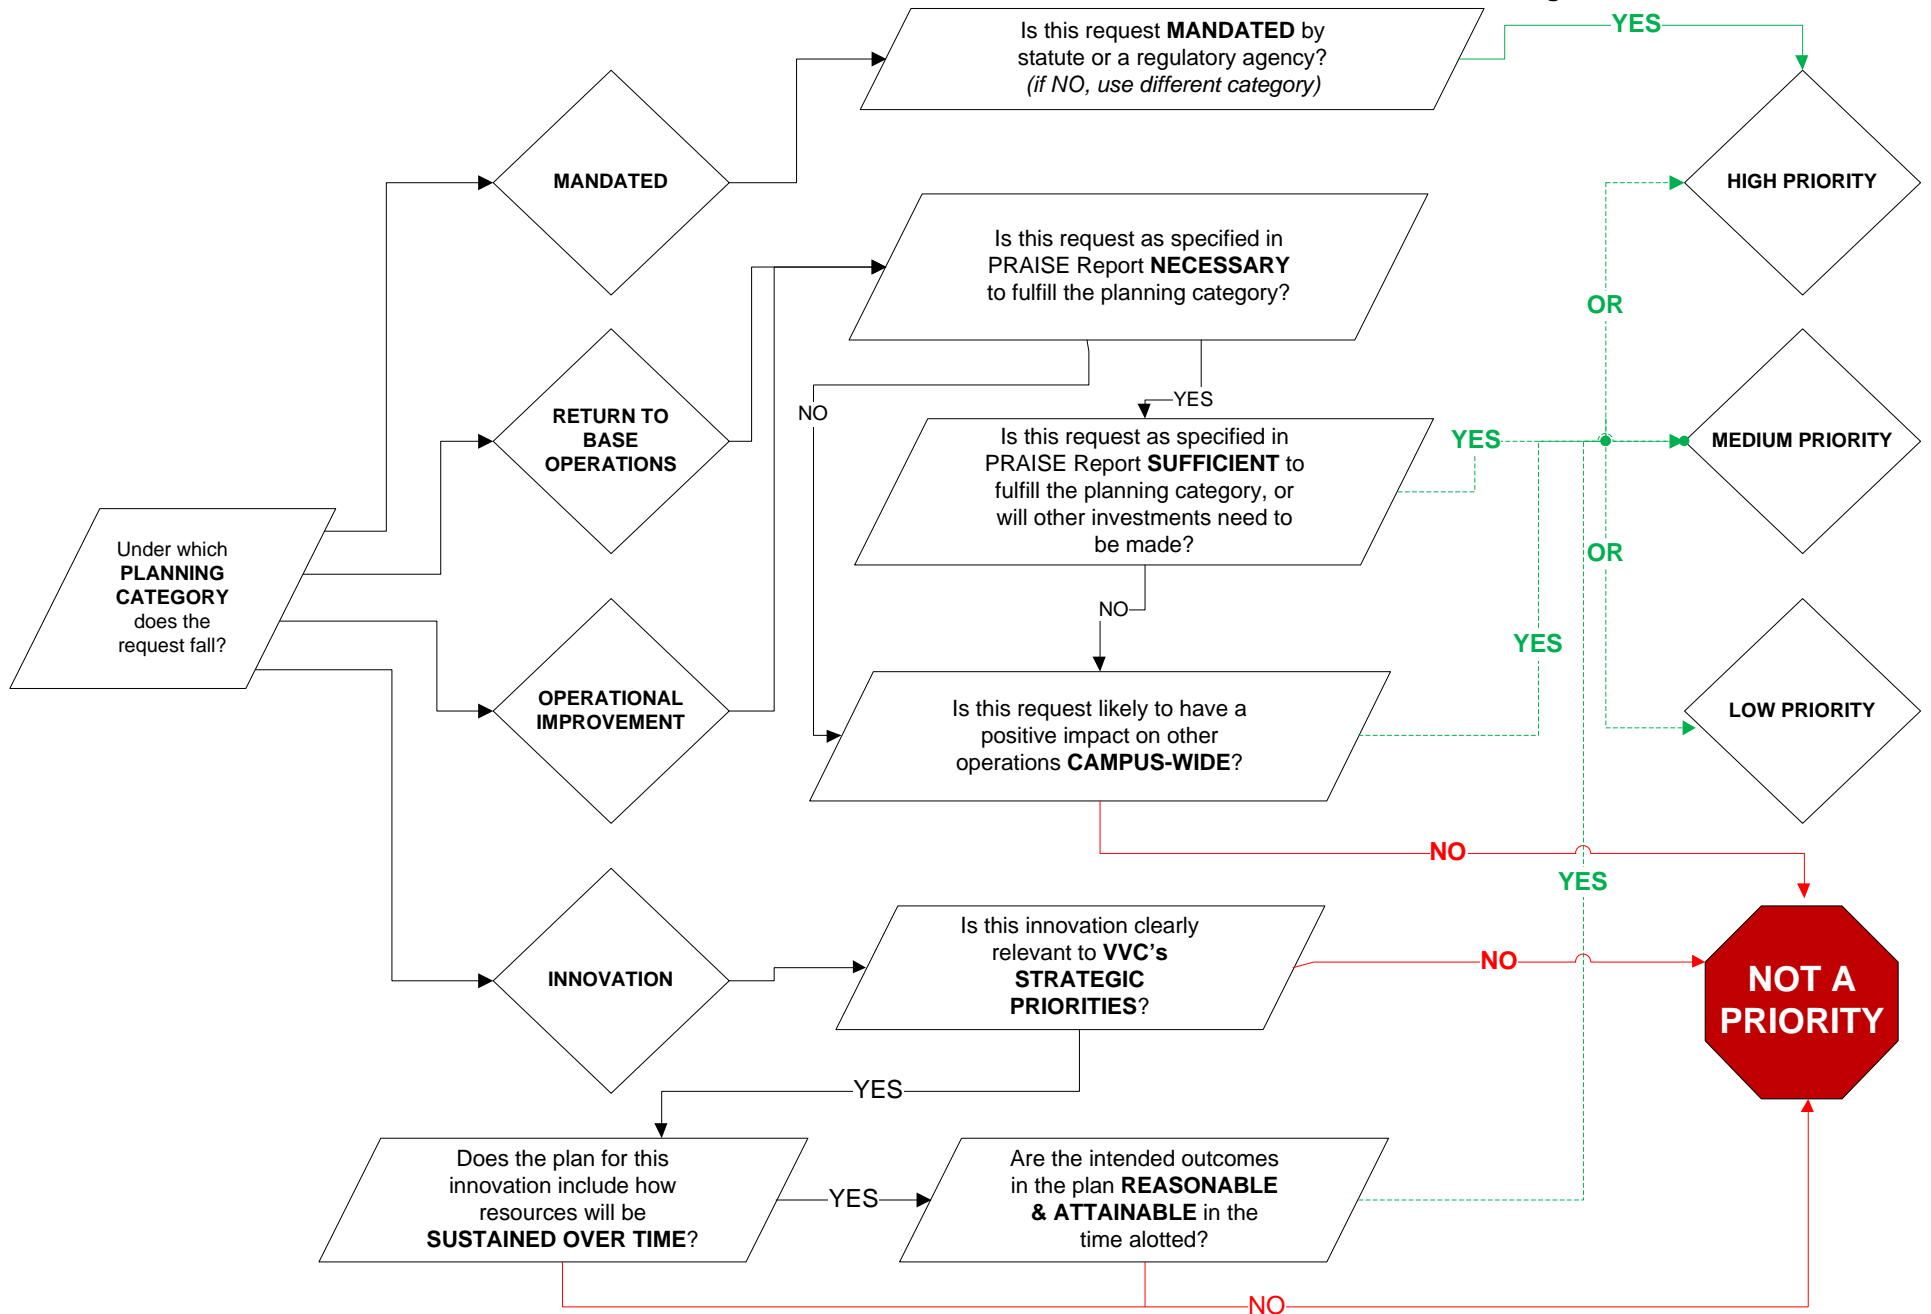 Is this request MANDATED by
statute or a regulatory agency?
(if NO, use different category)
YES
MANDATED
HIGH PRIORITY
Is this request as specified in
PRAISE Report NECESSARY
to fulfill the planning category?
OR
NO
YES
RETURN TO
BASE
OPERATIONS
Is this request as specified in
PRAISE Report SUFFICIENT to
fulfill the planning category, or
will other investments need to
be made?
YES
MEDIUM PRIORITY
OR
Under which
PLANNING
CATEGORY
does the
request fall?
NO
YES
OPERATIONAL
IMPROVEMENT
Is this request likely to have a
positive impact on other
operations CAMPUS-WIDE?
LOW PRIORITY
NO
YES
INNOVATION
Is this innovation clearly
relevant to VVC's
STRATEGIC
PRIORITIES?
NO
NOT A
PRIORITY
YES
Does the plan for this
innovation include how
resources will be
SUSTAINED OVER TIME?
YES
Are the intended outcomes
in the plan REASONABLE
& ATTAINABLE in the
time alotted?
NO